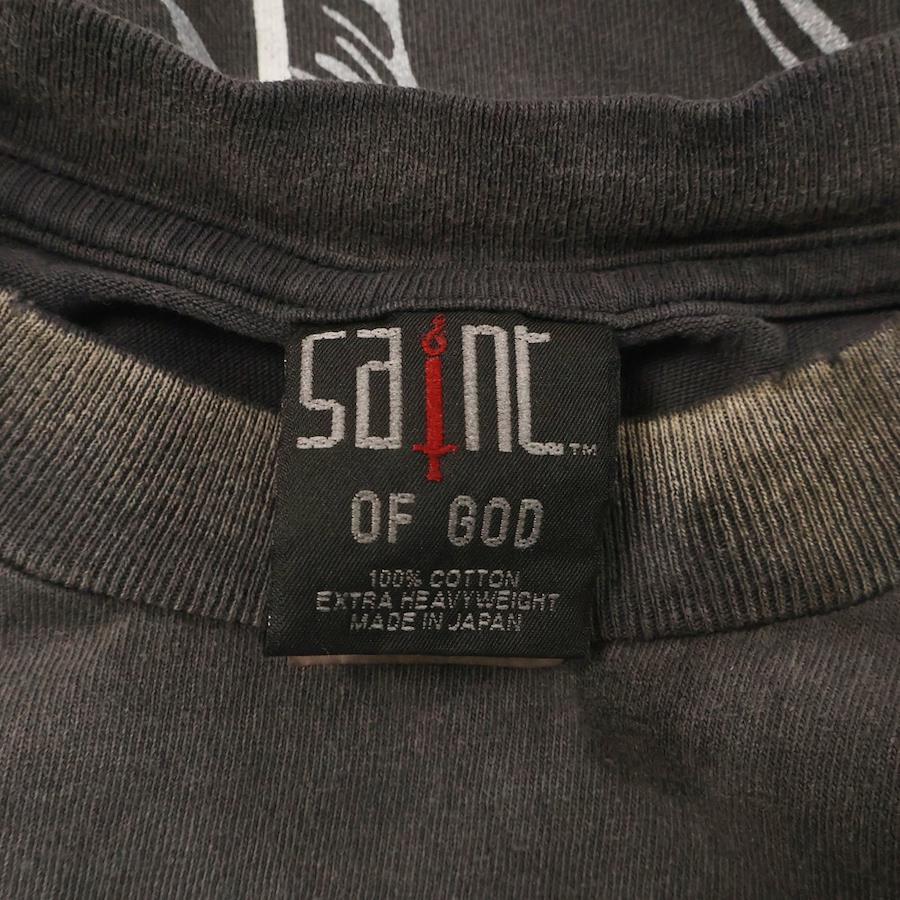 saint™
OF GOD
100% COTTON
EXTRA HEAVYWEIGHT
MADE IN JAPAN